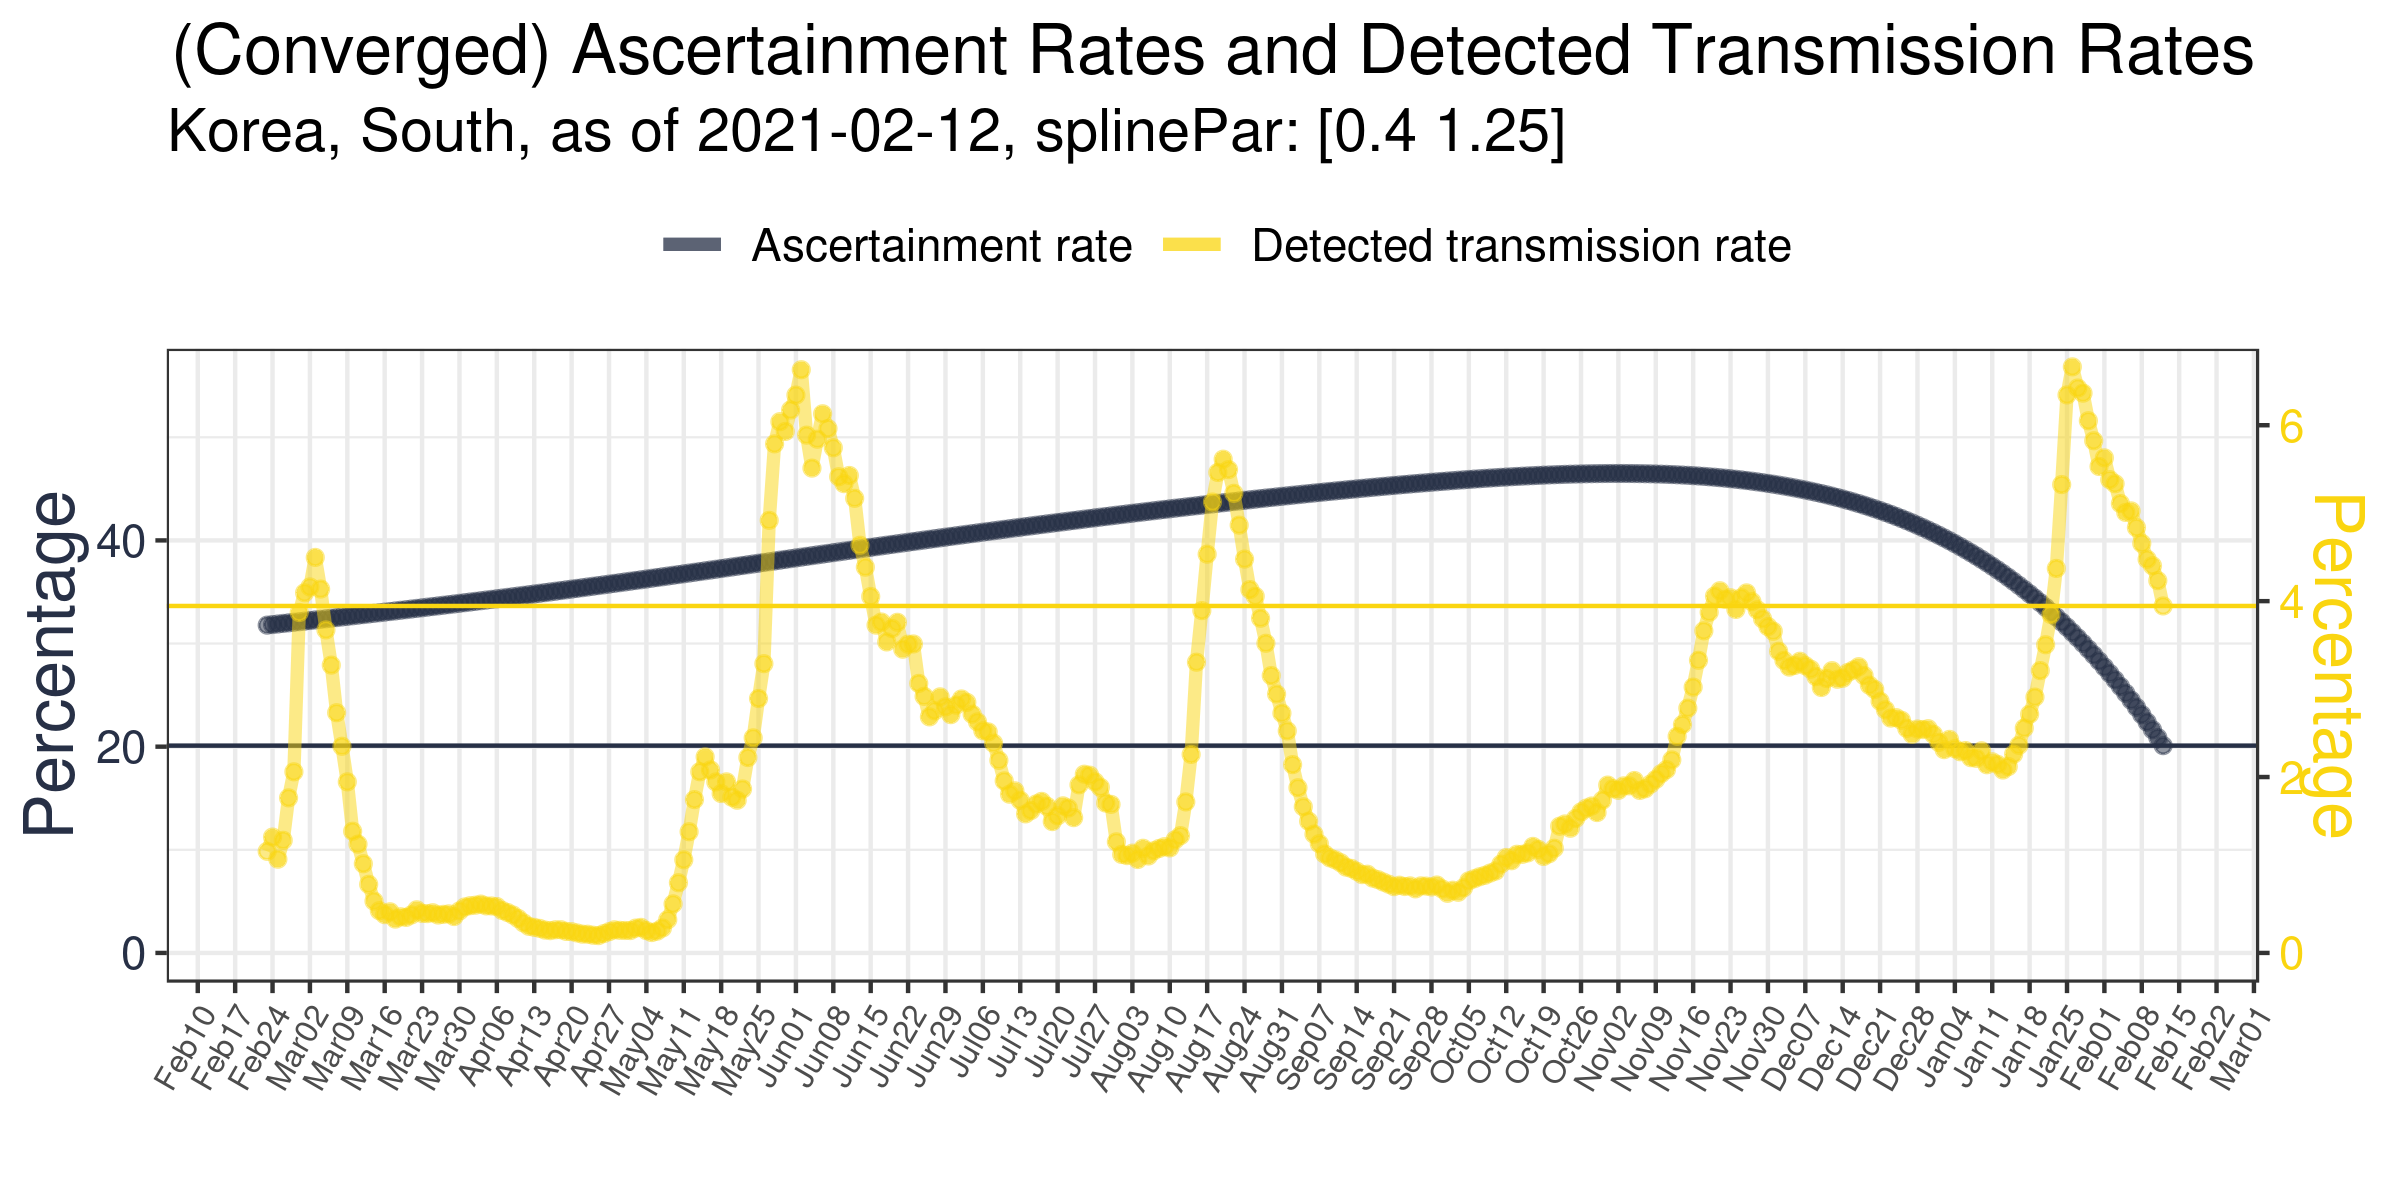 (Converged) Ascertainment Rates and Detected Transmission Rates
Korea, South, as of 2021-02-12, splinePar: [0.4 1.25]
Ascertainment rate Detected transmission rate
Percentage
40
20
0
6
4
2
0
Percentage
Feb10 Feb17 Feb24 Mar02 Mar09 Mar16 Mar23 Mar30 Apr06 Apr13 Apr20 Apr27 May04 May11 May18 May25 Jun01 Jun08 Jun15 Jun22 Jun29 Jul06 Jul13 Jul20 Jul27 Aug03 Aug10 Aug17 Aug24 Aug31 Sep07 Sep14 Sep21 Sep28 Oct05 Oct12 Oct19 Oct26 Nov02 Nov09 Nov16 Nov23 Nov30 Dec07 Dec14 Dec21 Dec28 Jan04 Jan11 Jan18 Jan25 Feb01 Feb08 Feb15 Feb22 Mar01